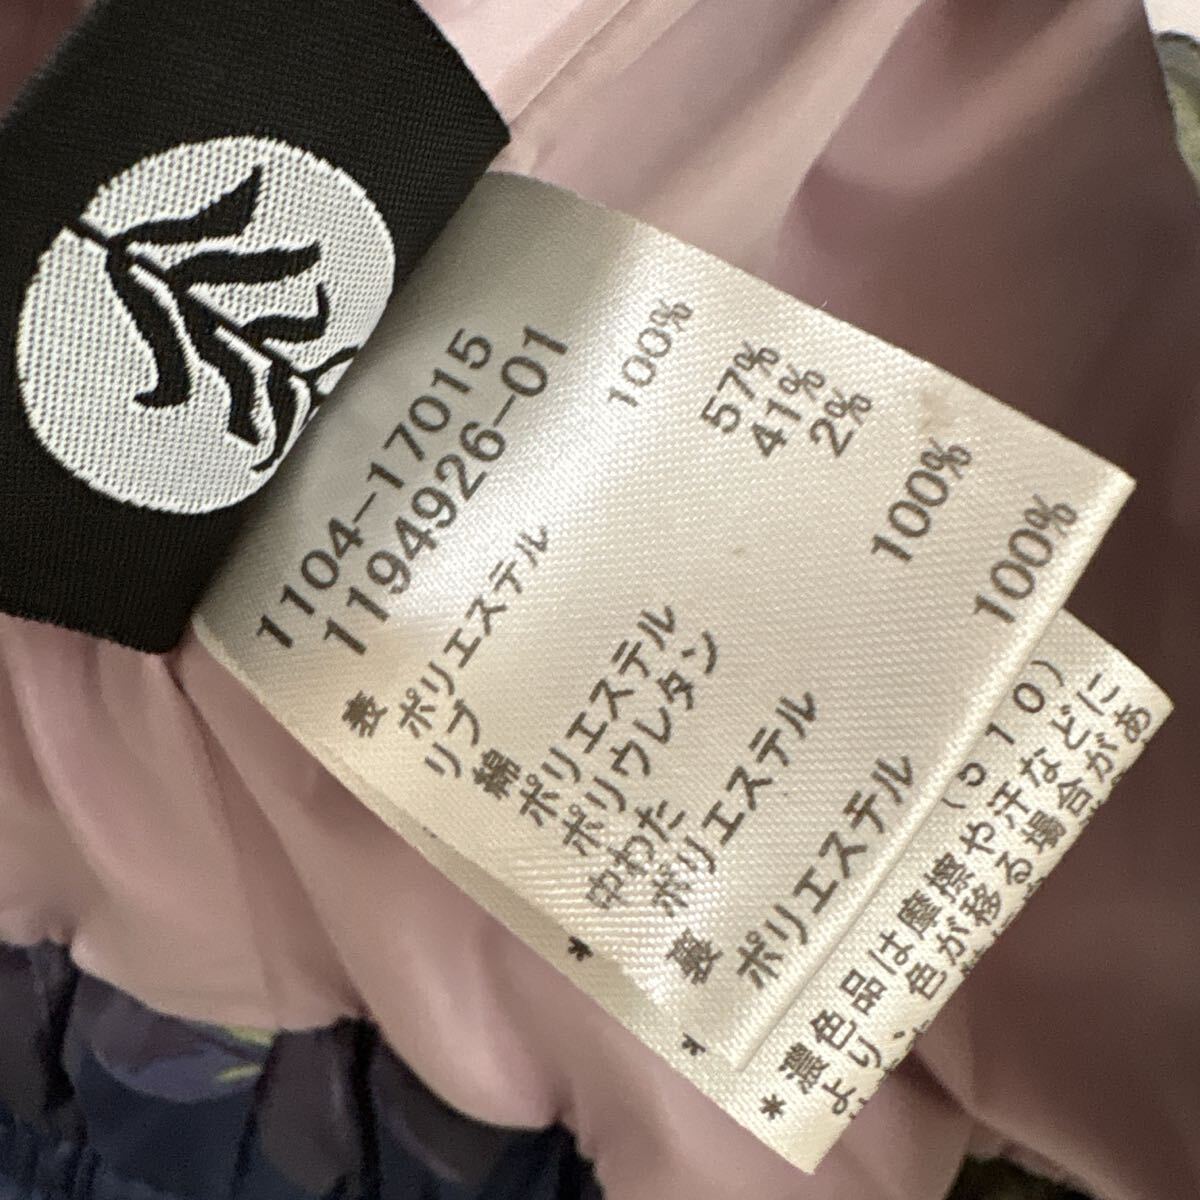 1104-17015
1194926-01
表
ポリエステル 100%
リブ
綿 57%
ポリエステル 41%
ポリウレタン 2%
中わた
ポリエステル 100%
裏
ポリエステル 100%
(510)
*濃色品は摩擦や汗などに
より、色が移る場合があ